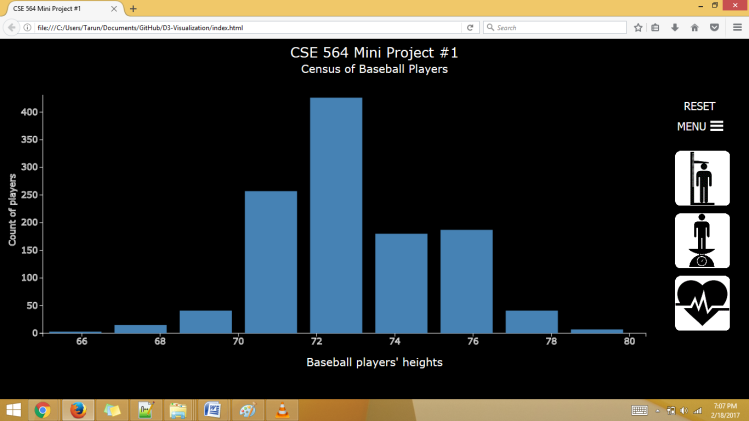 CSE 564 Mini Project #1
file:///C:/Users/Tarun/Documents/GitHub/D3-Visualization/index.html
Search
CSE 564 Mini Project #1
Census of Baseball Players
RESET
MENU
Count of players
400
350
300
250
200
150
100
50
0
66 68 70 72 74 76 78 80
Baseball players' heights
7:07 PM
2/18/2017